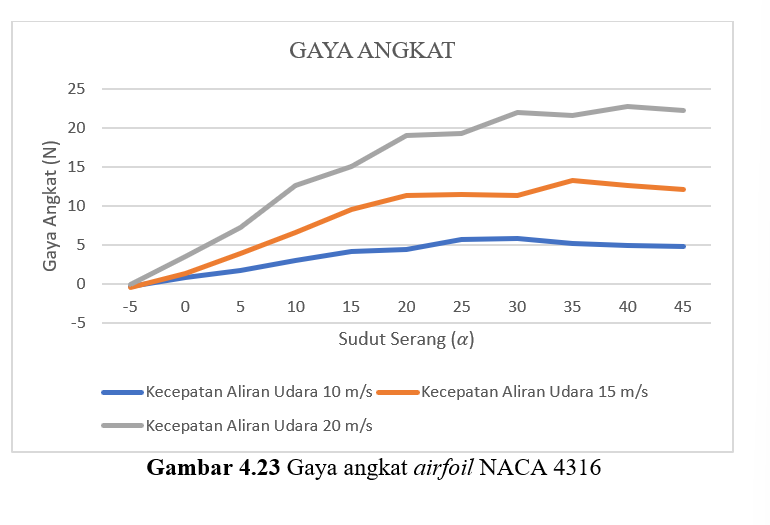 GAYA ANGKAT
25
20
15
10
5
0
-5
Gaya Angkat (N)
-5 0 5 10 15 20 25 30 35 40 45
Sudut Serang (α)
Kecepatan Aliran Udara 10 m/s Kecepatan Aliran Udara 15 m/s
Kecepatan Aliran Udara 20 m/s
Gambar 4.23 Gaya angkat airfoil NACA 4316